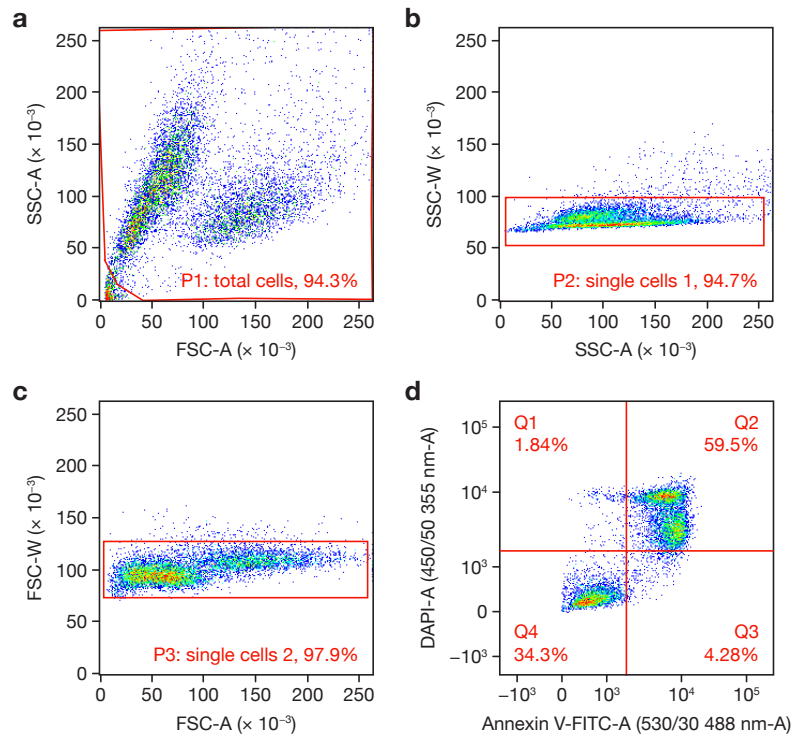 a
250
200
150
100
50
0
SSC-A (× 10⁻³)
P1: total cells, 94.3%
0 50 100 150 200 250
FSC-A (× 10⁻³)
b
250
200
150
100
50
0
SSC-W (× 10⁻³)
P2: single cells 1, 94.7%
0 50 100 150 200 250
SSC-A (× 10⁻³)
c
250
200
150
100
50
0
FSC-W (× 10⁻³)
P3: single cells 2, 97.9%
0 50 100 150 200 250
FSC-A (× 10⁻³)
d
10⁵
10⁴
10³
0
−10³
DAPI-A (450/50 355 nm-A)
Q1
1.84%
Q2
59.5%
Q4
34.3%
Q3
4.28%
−10³ 0 10³ 10⁴ 10⁵
Annexin V-FITC-A (530/30 488 nm-A)